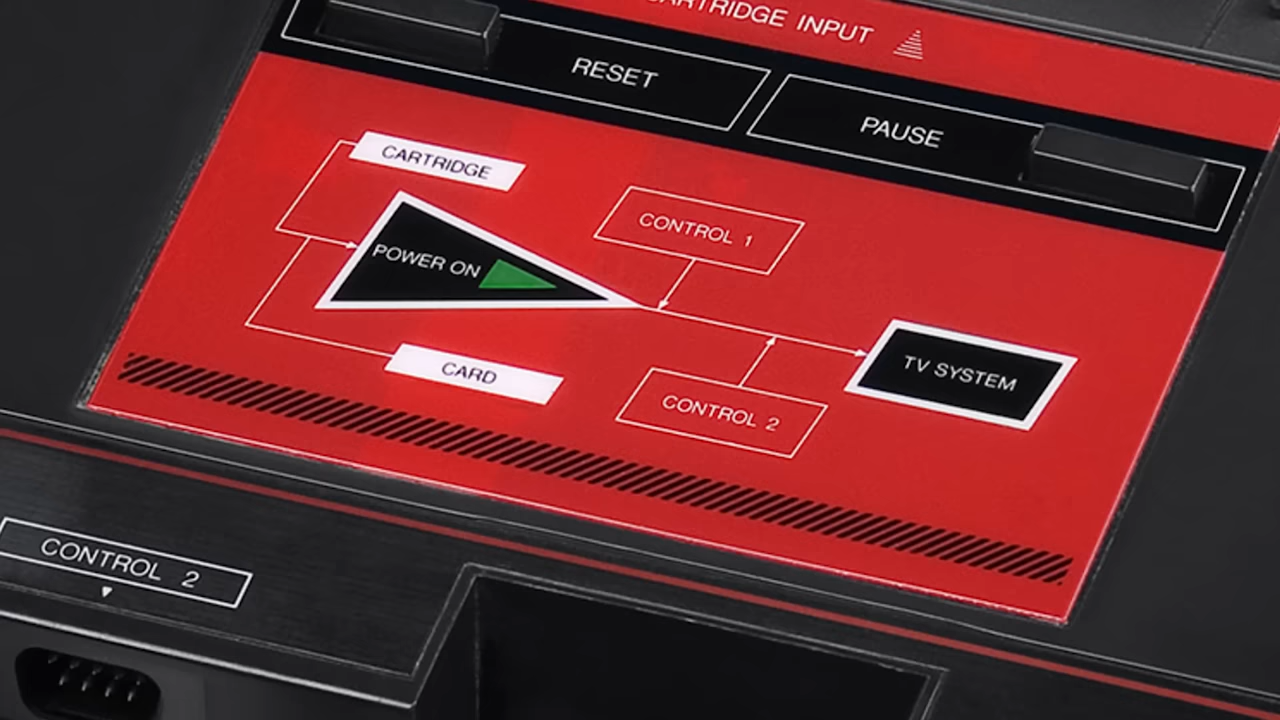 CARTRIDGE INPUT
RESET
PAUSE
CARTRIDGE
CONTROL 1
POWER ON
TV SYSTEM
CARD
CONTROL 2
CONTROL 2